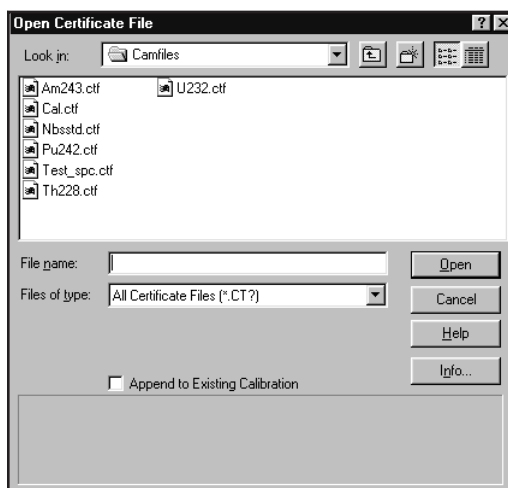 Open Certificate File
Look in: Camfiles
Am243.ctf
Cal.ctf
Nbsstd.ctf
Pu242.ctf
Test_spc.ctf
Th228.ctf
U232.ctf
File name: Open
Files of type: All Certificate Files (*.CT?) Cancel
Help
Info...
Append to Existing Calibration